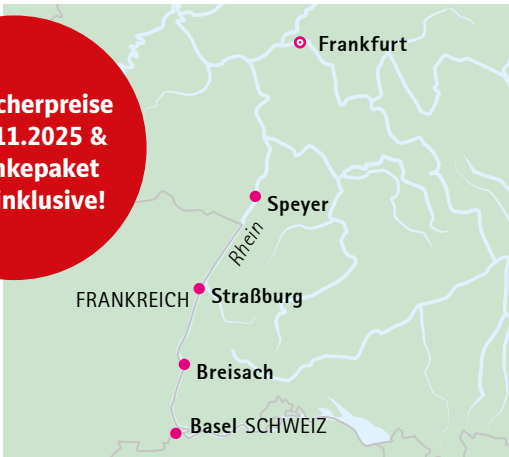 Frankfurt
cherpreise
11.2025 &
nkepaket
inklusive!
Speyer
Rhein
FRANKREICH Straßburg
Breisach
Basel SCHWEIZ